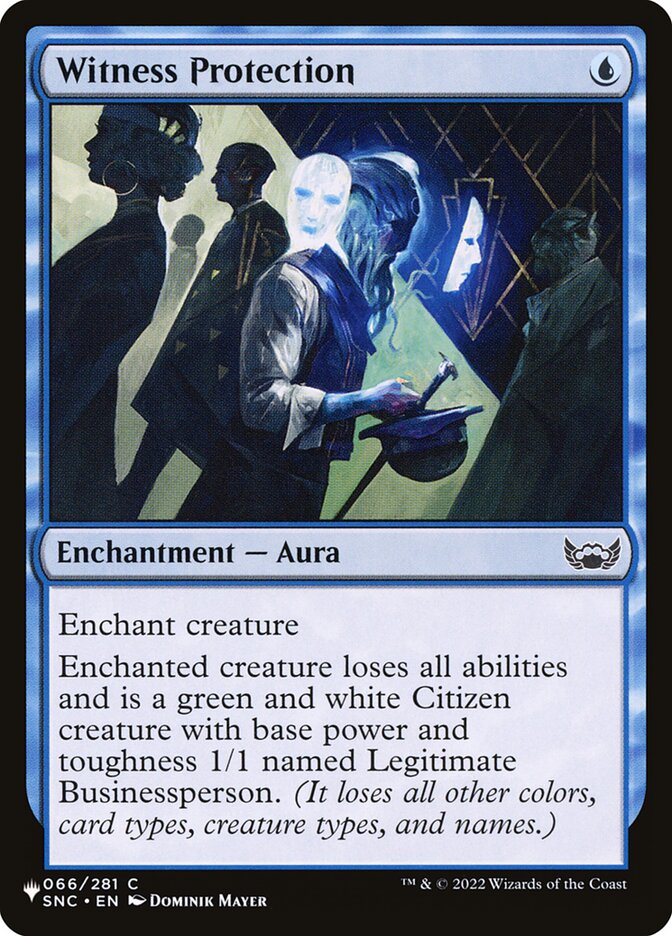 Witness Protection
Enchantment — Aura
Enchant creature
Enchanted creature loses all abilities
and is a green and white Citizen
creature with base power and
toughness 1/1 named Legitimate
Businessperson. (It loses all other colors,
card types, creature types, and names.)
066/281 C
SNC • EN Dominik Mayer
™ & © 2022 Wizards of the Coast